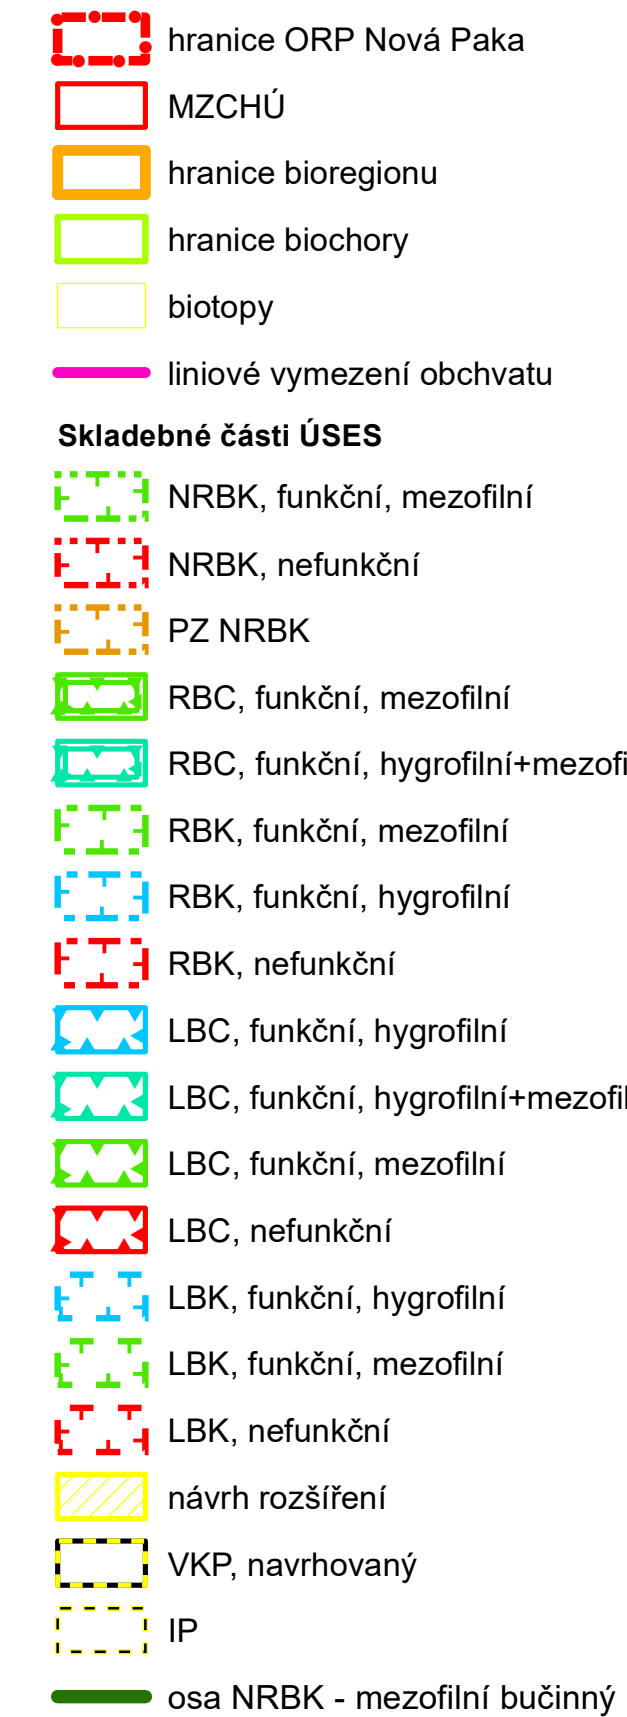 hranice ORP Nová Paka
MZCHÚ
hranice bioregionu
hranice biochory
biotopy
liniové vymezení obchvatu
Skladebné části ÚSES
NRBK, funkční, mezofilní
NRBK, nefunkční
PZ NRBK
RBC, funkční, mezofilní
RBC, funkční, hygrofilní+mezofi
RBK, funkční, mezofilní
RBK, funkční, hygrofilní
RBK, nefunkční
LBC, funkční, hygrofilní
LBC, funkční, hygrofilní+mezofil
LBC, funkční, mezofilní
LBC, nefunkční
LBK, funkční, hygrofilní
LBK, funkční, mezofilní
LBK, nefunkční
návrh rozšíření
VKP, navrhovaný
IP
osa NRBK - mezofilní bučinný